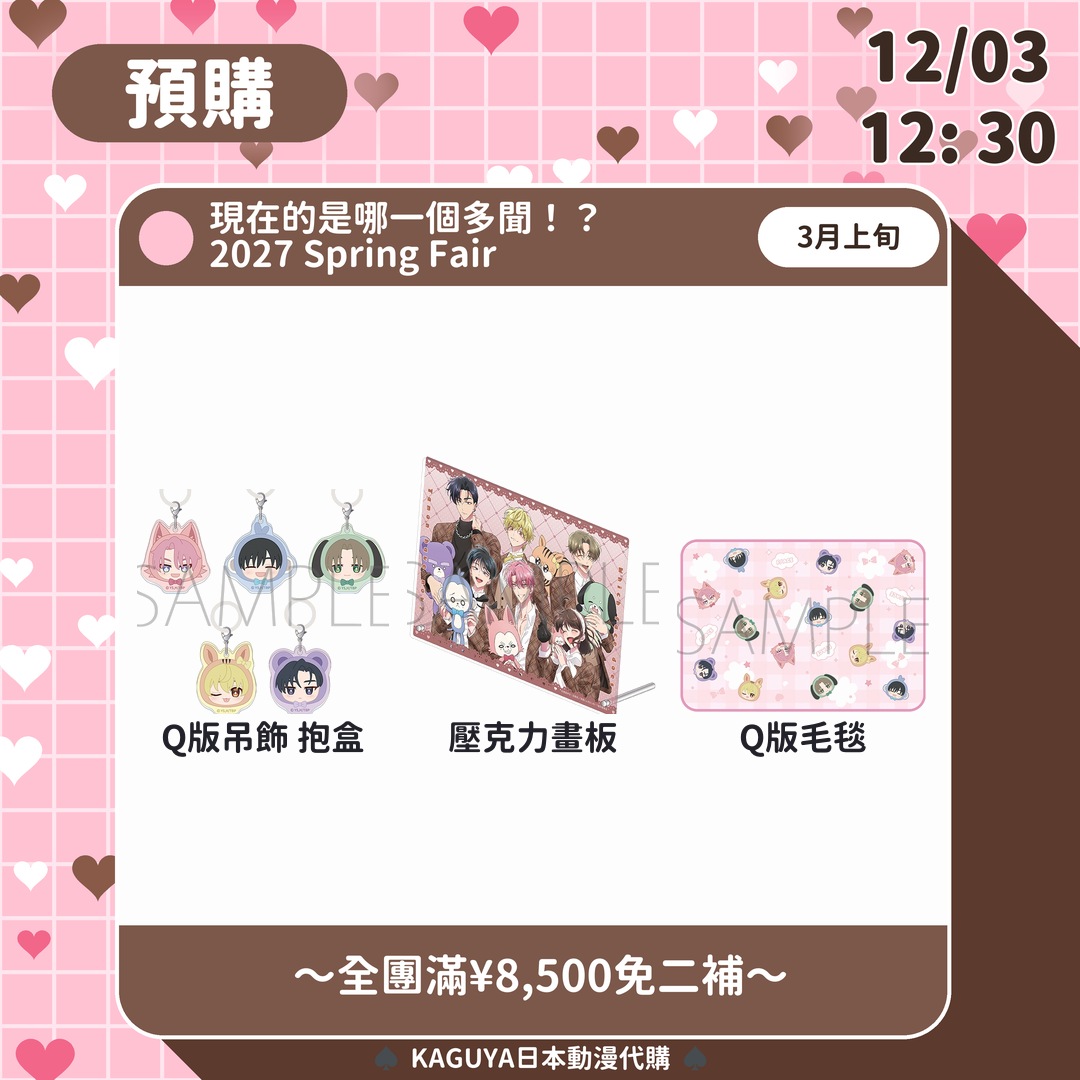 預購
12/03
12: 30
現在的是哪一個多聞！？
2027 Spring Fair
3月上旬
SAMPLE
SAMPLE
SAMPLE
Q版吊飾 抱盒
壓克力畫板
Q版毛毯
～全團滿¥8,500免二補～
♠ KAGUYA日本動漫代購 ♠